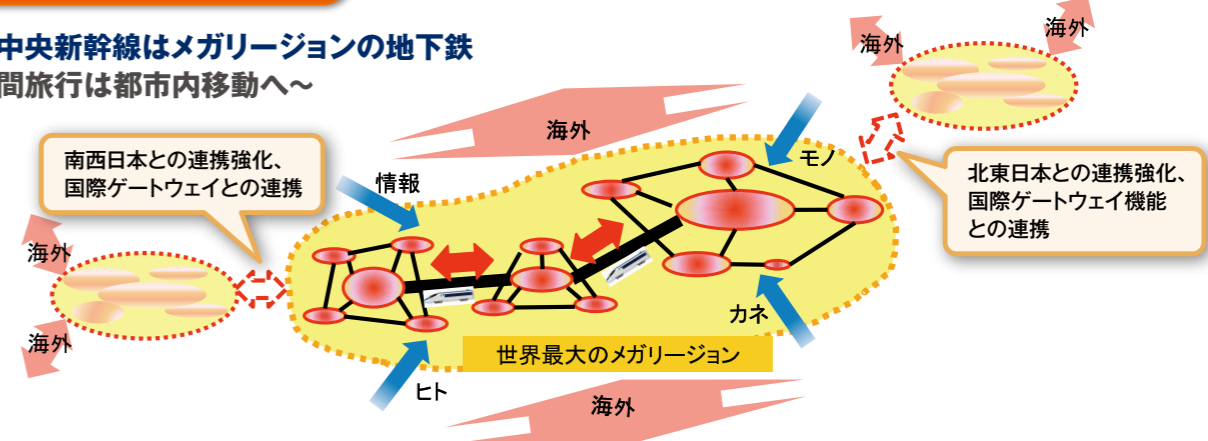 中央新幹線はメガリージョンの地下鉄
間旅行は都市内移動へ～
海外
海外
海外
モノ
南西日本との連携強化、
国際ゲートウェイとの連携
情報
北東日本との連携強化、
国際ゲートウェイ機能
との連携
海外
海外
カネ
世界最大のメガリージョン
ヒト
海外